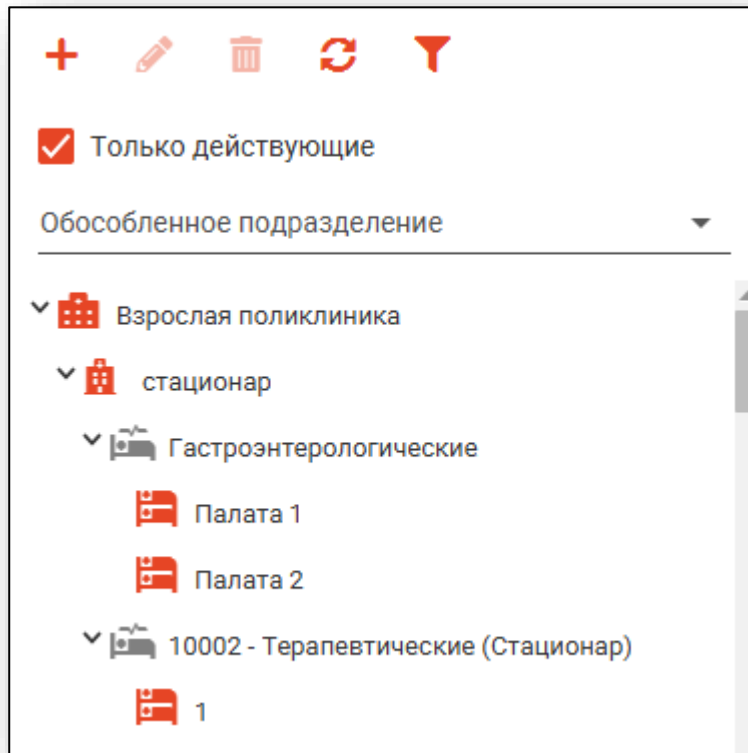 Только действующие
Обособленное подразделение
Взрослая поликлиника
стационар
Гастроэнтерологические
Палата 1
Палата 2
10002 - Терапевтические (Стационар)
1